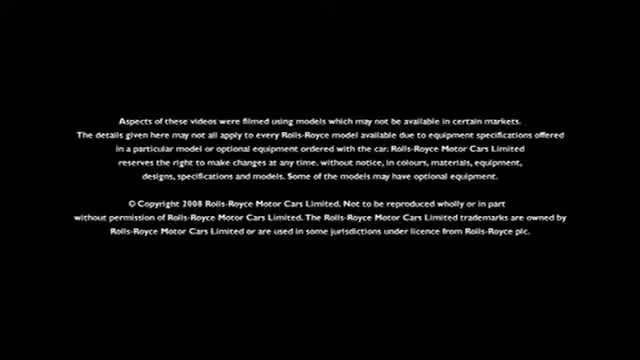 Aspects of these videos were filmed using models which may not be available in certain markets.
The details given here may not all apply to every Rolls-Royce model available due to equipment specifications offered
in a particular model or optional equipment ordered with the car. Rolls-Royce Motor Cars Limited
reserves the right to make changes at any time. without notice, in colours, materials, equipment,
designs, specifications and models. Some of the models may have optional equipment.
© Copyright 2008 Rolls-Royce Motor Cars Limited. Not to be reproduced wholly or in part
without permission of Rolls-Royce Motor Cars Limited. The Rolls-Royce Motor Cars Limited trademarks are owned by
Rolls-Royce Motor Cars Limited or are used in some jurisdictions under licence from Rolls-Royce plc.